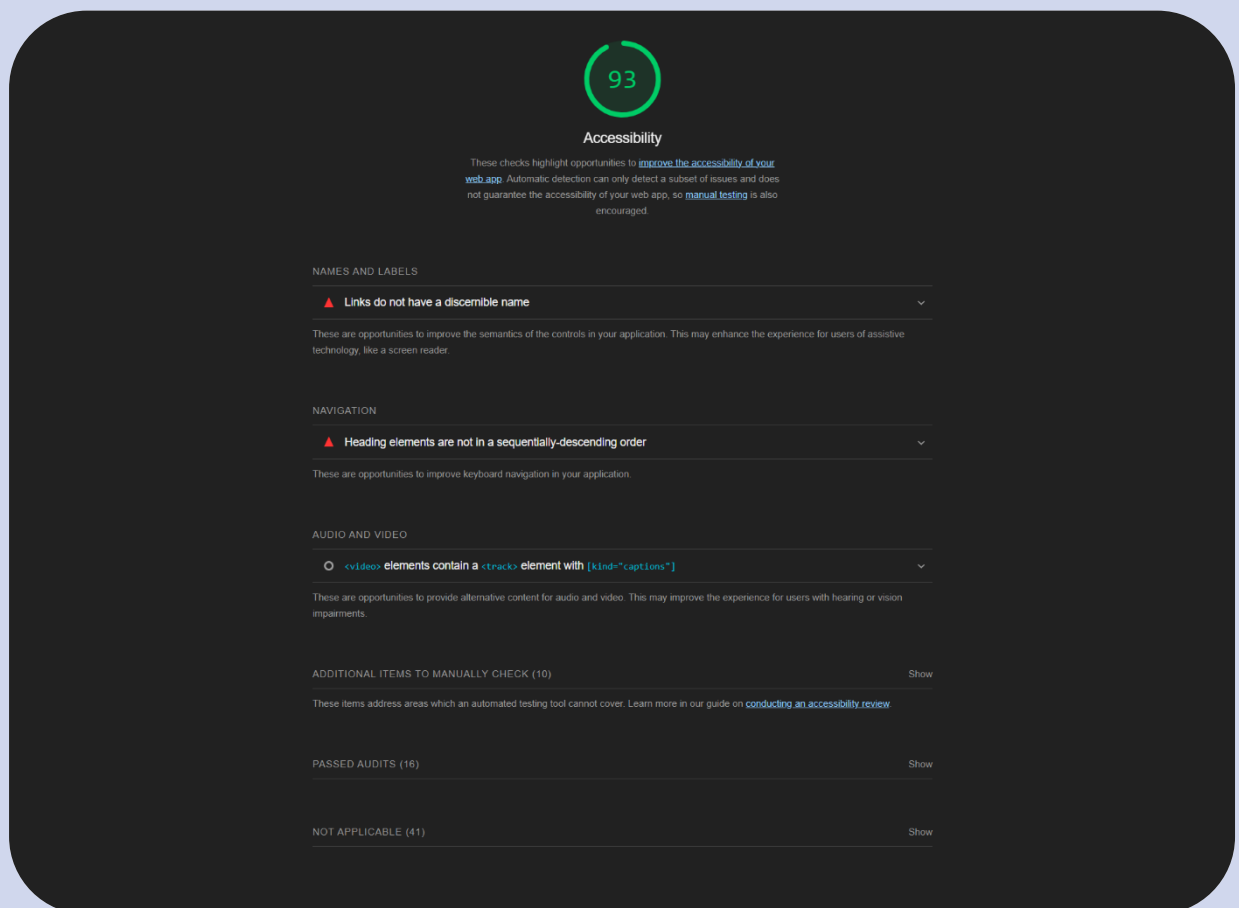 93
Accessibility
These checks highlight opportunities to improve the accessibility of your
web app. Automatic detection can only detect a subset of issues and does
not guarantee the accessibility of your web app, so manual testing is also
encouraged.
NAMES AND LABELS
Links do not have a discernible name
These are opportunities to improve the semantics of the controls in your application. This may enhance the experience for users of assistive
technology, like a screen reader.
NAVIGATION
Heading elements are not in a sequentially-descending order
These are opportunities to improve keyboard navigation in your application.
AUDIO AND VIDEO
<video> elements contain a <track> element with [kind="captions"]
These are opportunities to provide alternative content for audio and video. This may improve the experience for users with hearing or vision
impairments.
ADDITIONAL ITEMS TO MANUALLY CHECK (10) Show
These items address areas which an automated testing tool cannot cover. Learn more in our guide on conducting an accessibility review.
PASSED AUDITS (16) Show
NOT APPLICABLE (41) Show